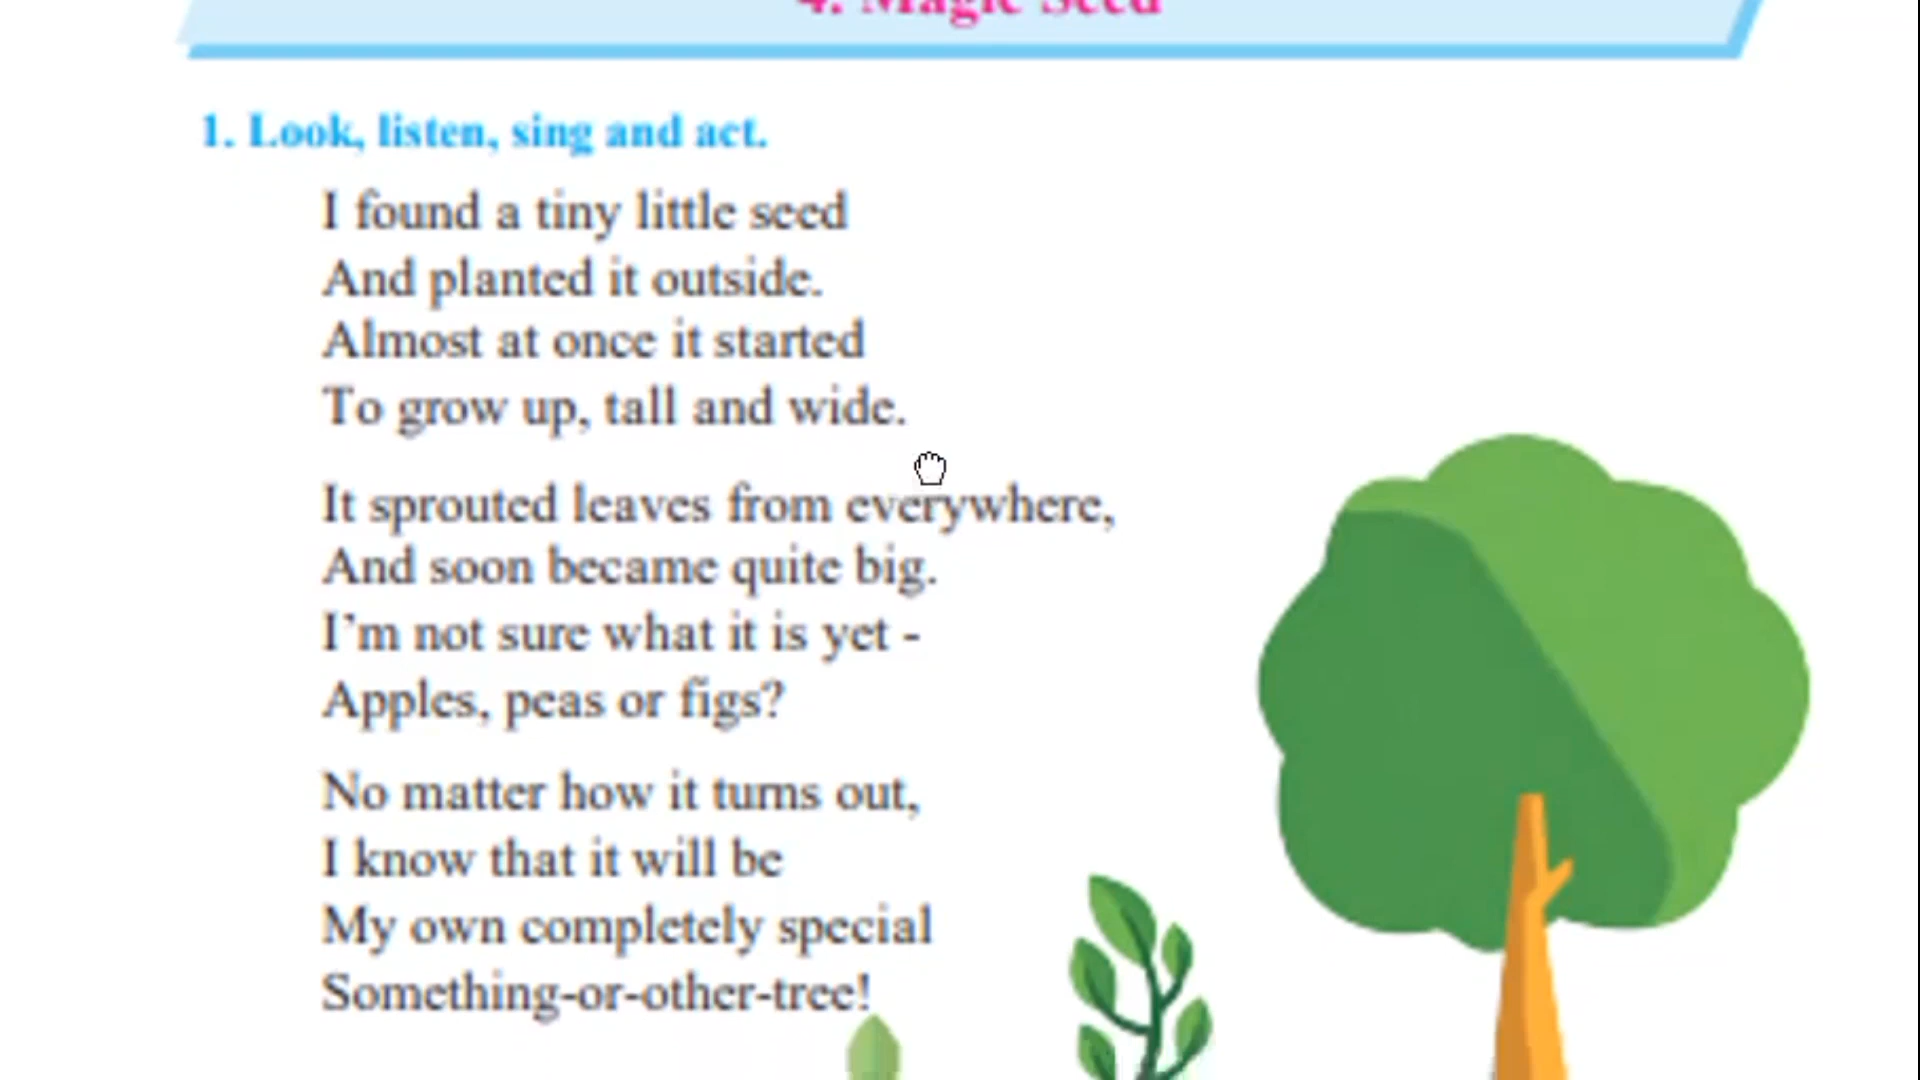 4. Magic Seed
1. Look, listen, sing and act.
I found a tiny little seed
And planted it outside.
Almost at once it started
To grow up, tall and wide.
It sprouted leaves from everywhere,
And soon became quite big.
I'm not sure what it is yet -
Apples, peas or figs?
No matter how it turns out,
I know that it will be
My own completely special
Something-or-other-tree!